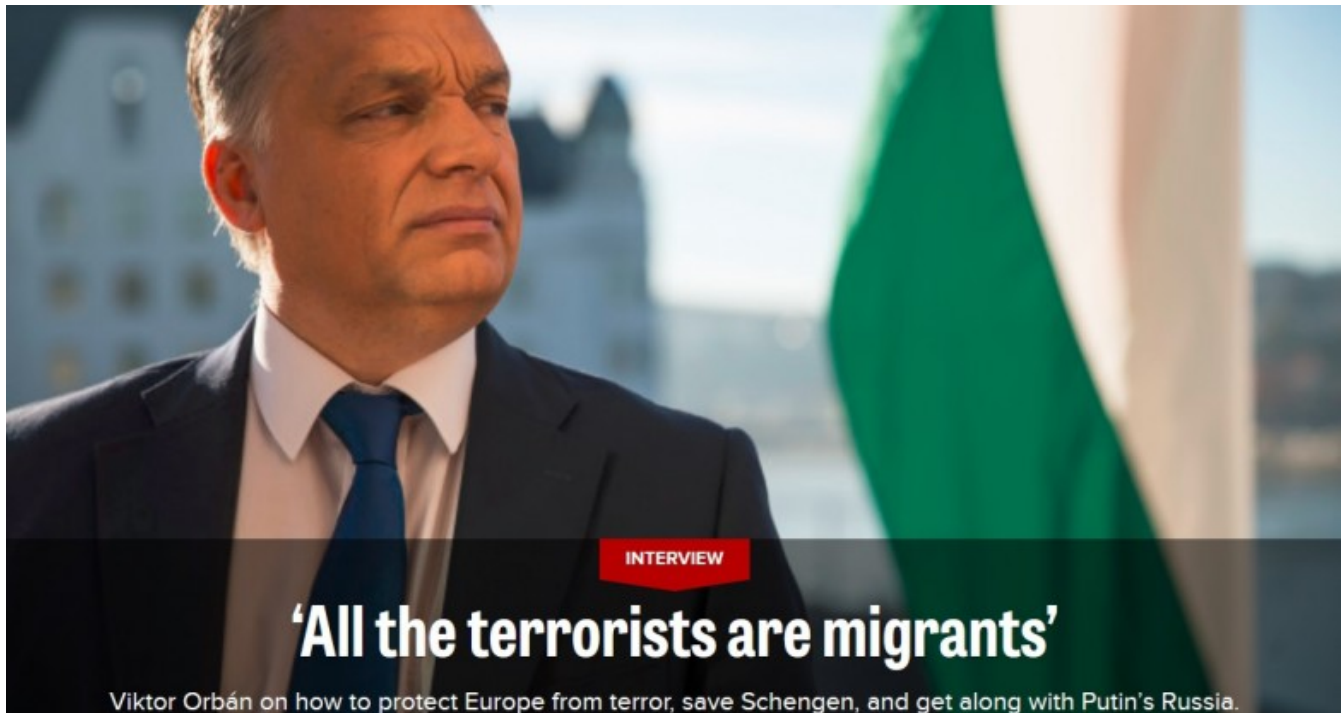 INTERVIEW
‘All the terrorists are migrants’
Viktor Orbán on how to protect Europe from terror, save Schengen, and get along with Putin’s Russia.